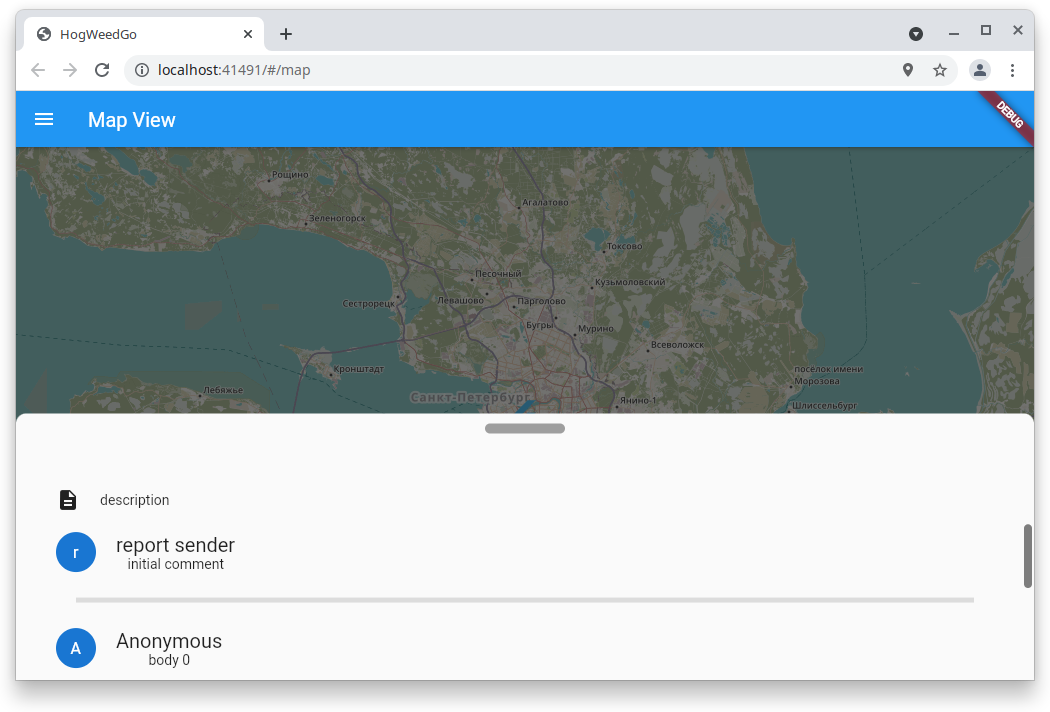 HogWeedGo
localhost:41491/#/map
Map View
DEBUG
Рощино
Агалатово
Зеленогорск
Токсово
Песочный
Кузьмоловский
Сестрорецк
Левашово
Парголово
Бугры
Мурино
Всеволожск
Кронштадт
посёлок имени
Морозова
Лебяжье
Санкт-Петербург
Янино-1
Шлиссельбург
description
r
report sender
initial comment
A
Anonymous
body 0